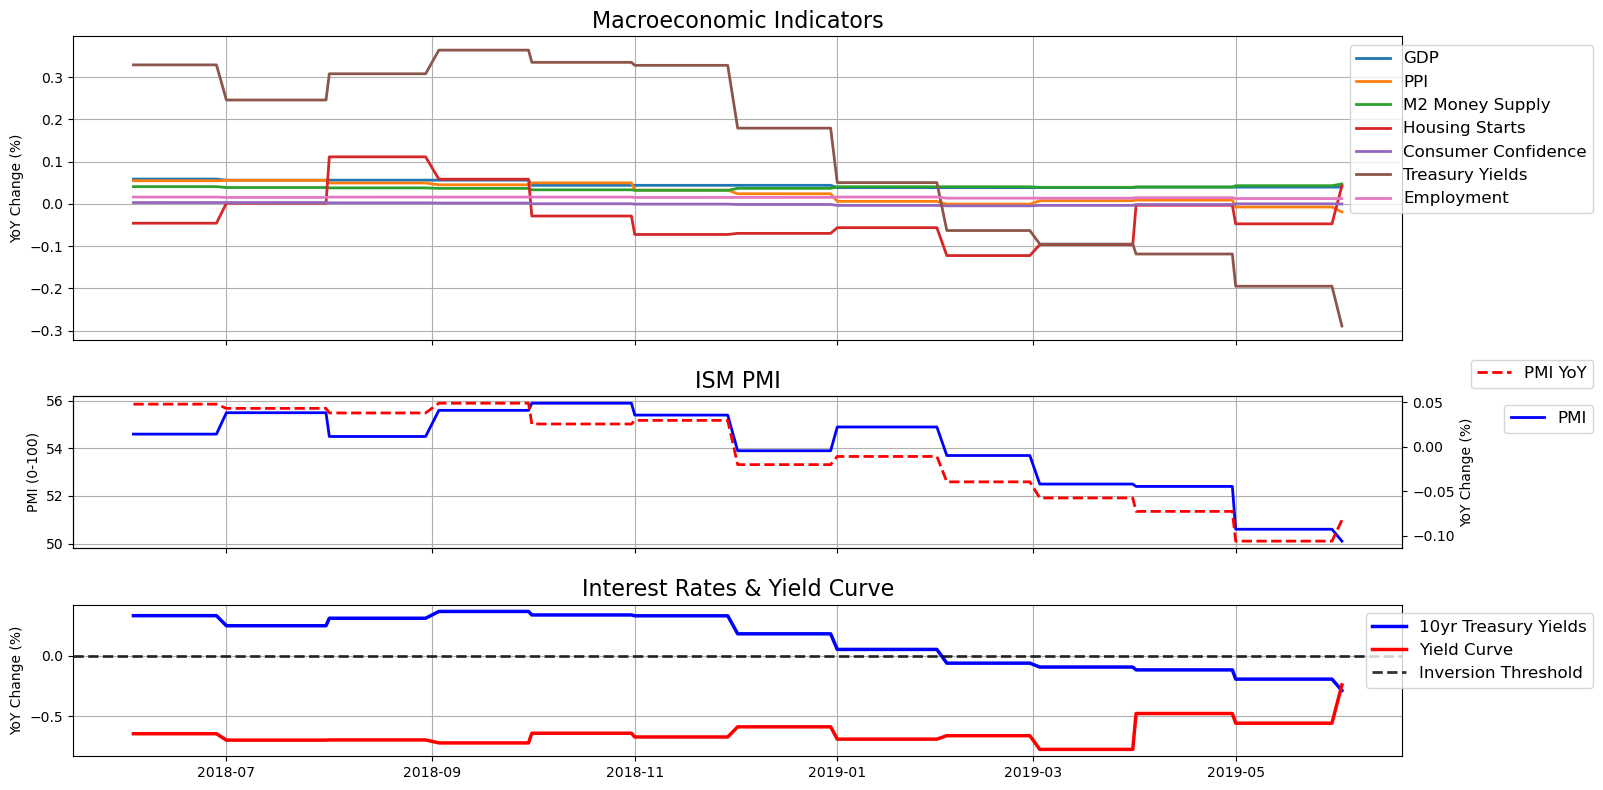 Macroeconomic Indicators
YoY Change (%)
0.3
0.2
0.1
0.0
−0.1
−0.2
−0.3
GDP
PPI
M2 Money Supply
Housing Starts
Consumer Confidence
Treasury Yields
Employment
ISM PMI
PMI (0-100)
56
54
52
50
0.05
0.00
−0.05
−0.10
YoY Change (%)
PMI YoY
PMI
Interest Rates & Yield Curve
YoY Change (%)
0.0
−0.5
10yr Treasury Yields
Yield Curve
Inversion Threshold
2018-07
2018-09
2018-11
2019-01
2019-03
2019-05